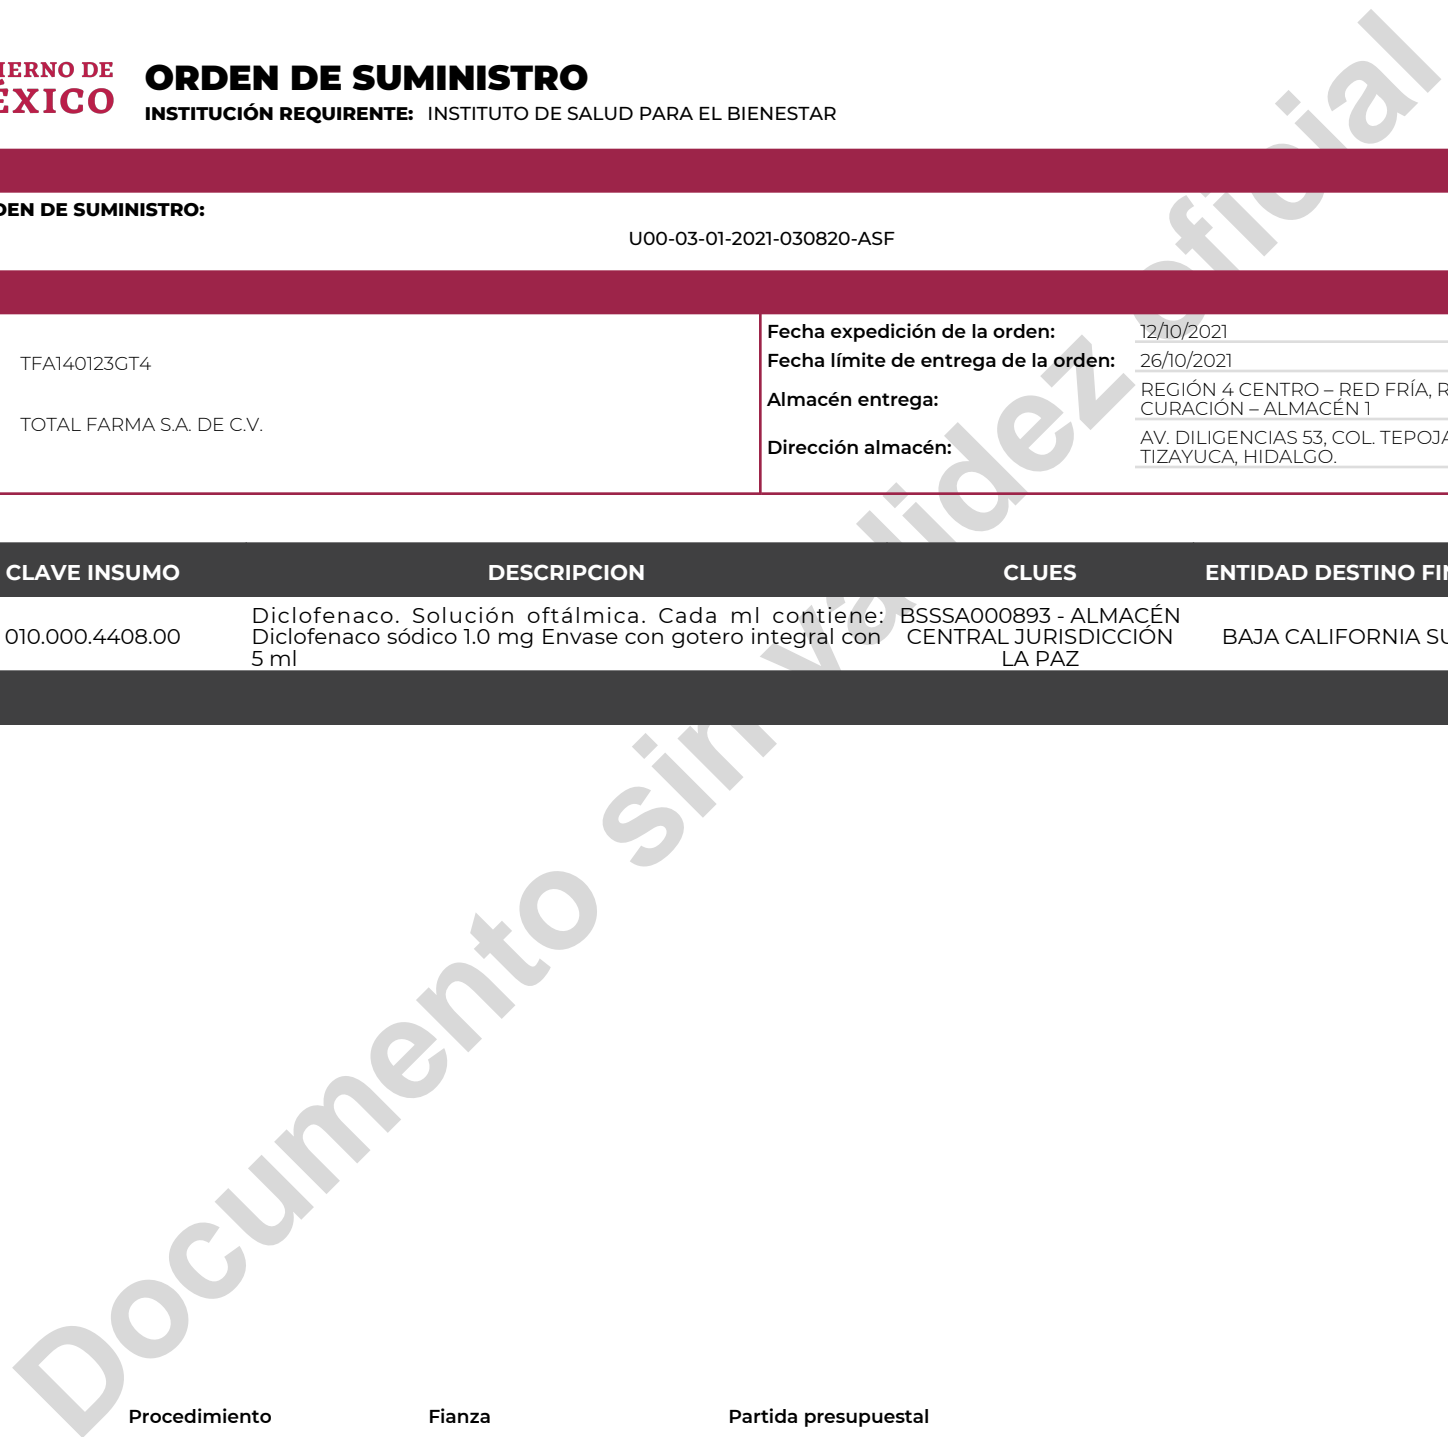 IERNO DE
ÉXICO
ORDEN DE SUMINISTRO
INSTITUCIÓN REQUIRENTE: INSTITUTO DE SALUD PARA EL BIENESTAR
DEN DE SUMINISTRO:
U00-03-01-2021-030820-ASF
TFA140123GT4
TOTAL FARMA S.A. DE C.V.
Fecha expedición de la orden: 12/10/2021
Fecha límite de entrega de la orden: 26/10/2021
Almacén entrega: REGIÓN 4 CENTRO – RED FRÍA, R
CURACIÓN – ALMACÉN 1
Dirección almacén: AV. DILIGENCIAS 53, COL. TEPOJA
TIZAYUCA, HIDALGO.
CLAVE INSUMO DESCRIPCION CLUES ENTIDAD DESTINO FIN
010.000.4408.00
Diclofenaco. Solución oftálmica. Cada ml contiene:
Diclofenaco sódico 1.0 mg Envase con gotero integral con
5 ml
BSSSA000893 - ALMACÉN
CENTRAL JURISDICCIÓN
LA PAZ
BAJA CALIFORNIA SU
Documento sin validez oficial
Procedimiento Fianza Partida presupuestal